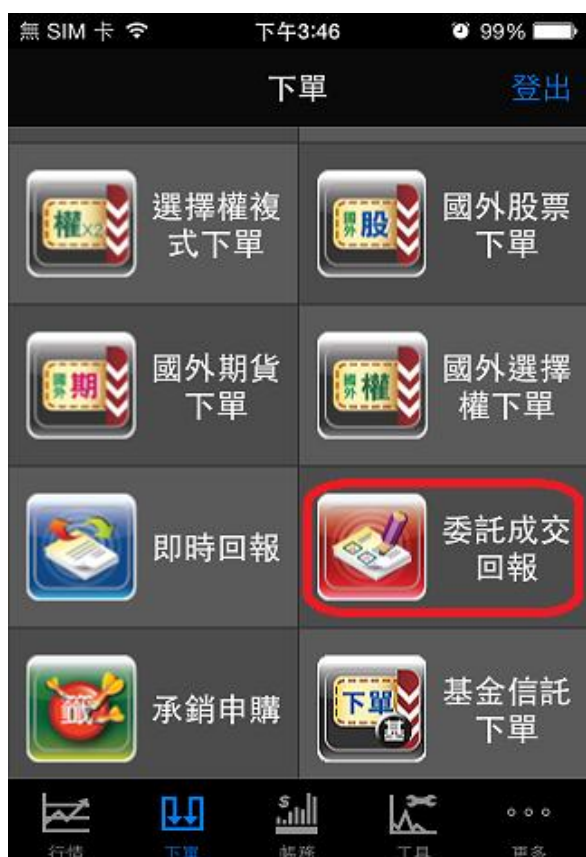 無 SIM 卡 下午3:46 99%
下單 登出
權X2
選擇權複
式下單
國外 股
國外股票
下單
國外 期
國外期貨
下單
國外 權
國外選擇
權下單
即時回報
委託成交
回報
籤
承銷申購
下單
基
基金信託
下單
行情 下單 帳務 工具 更多